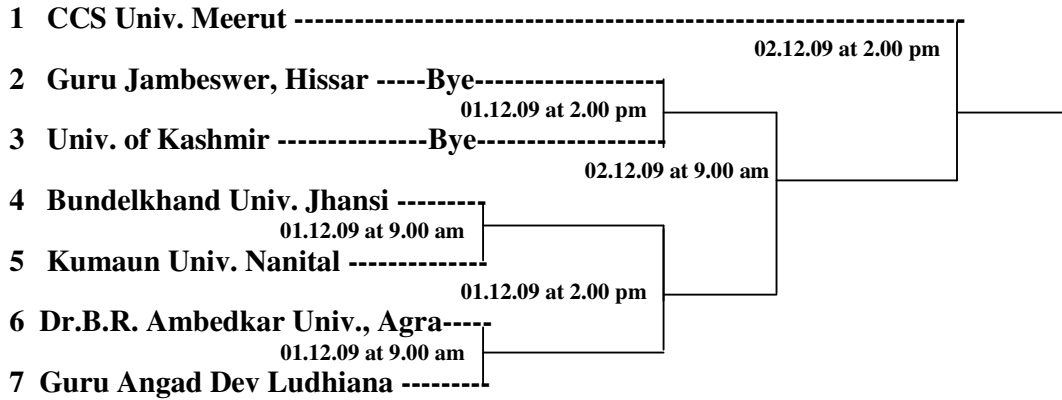 1 CCS Univ. Meerut -------------------------------------------------------------------
02.12.09 at 2.00 pm
2 Guru Jambeswer, Hissar -----Bye-------------------
01.12.09 at 2.00 pm
3 Univ. of Kashmir ---------------Bye-------------------
02.12.09 at 9.00 am
4 Bundelkhand Univ. Jhansi ---------
01.12.09 at 9.00 am
5 Kumaun Univ. Nanital --------------
01.12.09 at 2.00 pm
6 Dr.B.R. Ambedkar Univ., Agra-----
01.12.09 at 9.00 am
7 Guru Angad Dev Ludhiana ---------